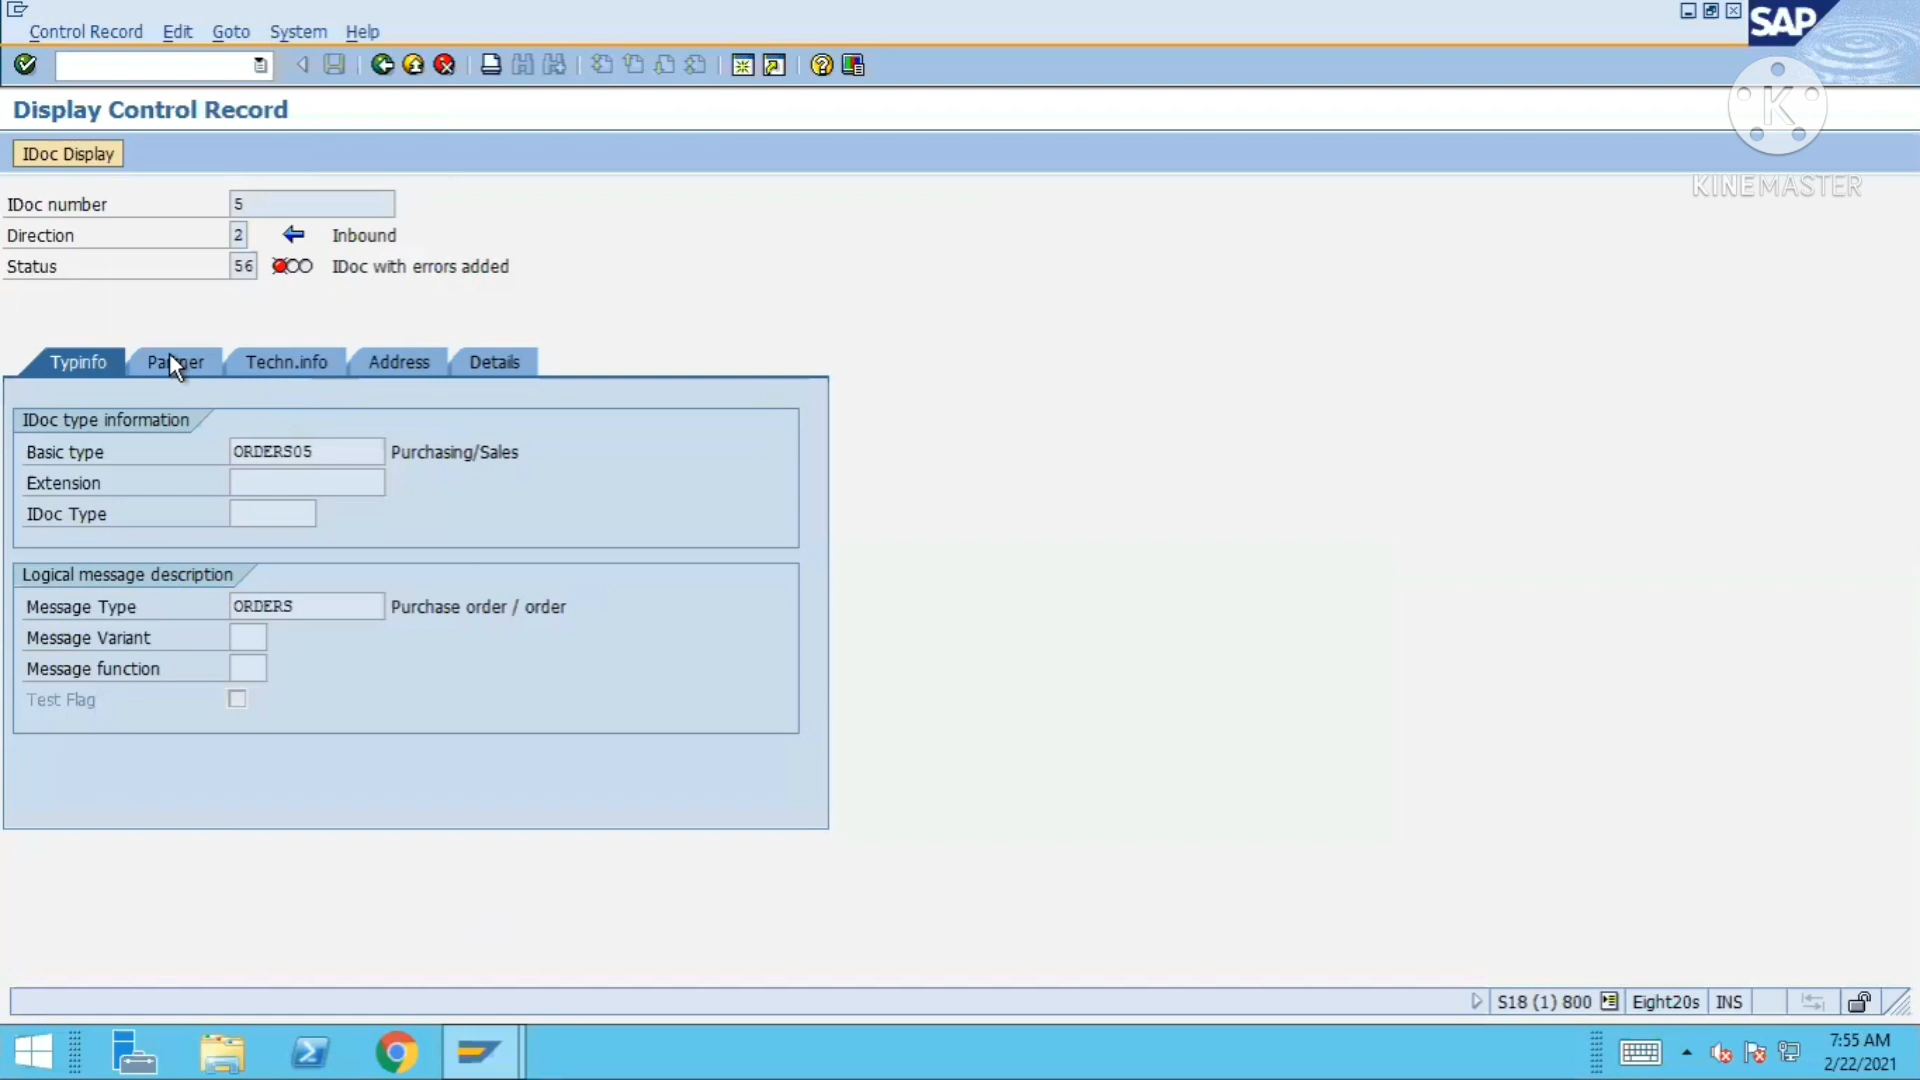 Control Record Edit Goto System Help
SAP
Display Control Record
K
IDoc Display
KINEMASTER
IDoc number 5
Direction 2 Inbound
Status 56 IDoc with errors added
Typinfo Partner Techn.info Address Details
IDoc type information
Basic type ORDERS05 Purchasing/Sales
Extension
IDoc Type
Logical message description
Message Type ORDERS Purchase order / order
Message Variant
Message function
Test Flag
S18 (1) 800 Eight20s INS
7:55 AM
2/22/2021